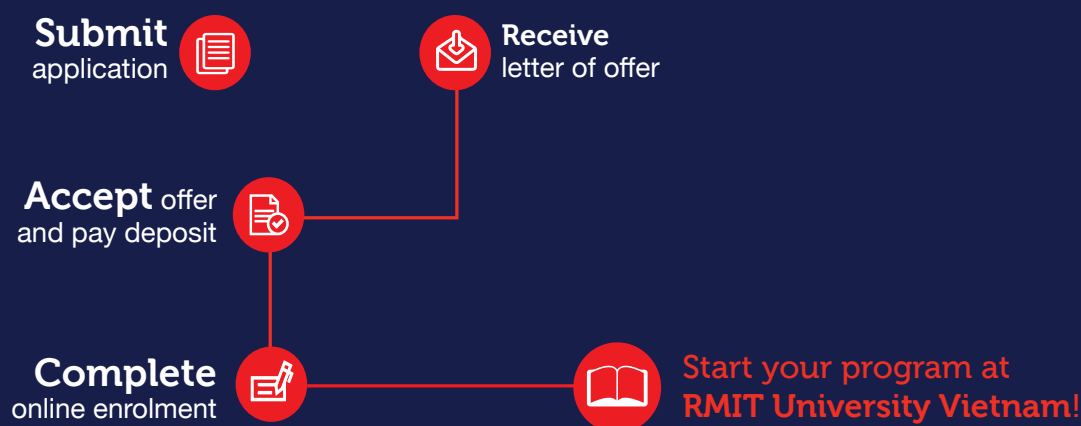 Submit
application
Receive
letter of offer
Accept offer
and pay deposit
Complete
online enrolment
Start your program at
RMIT University Vietnam!